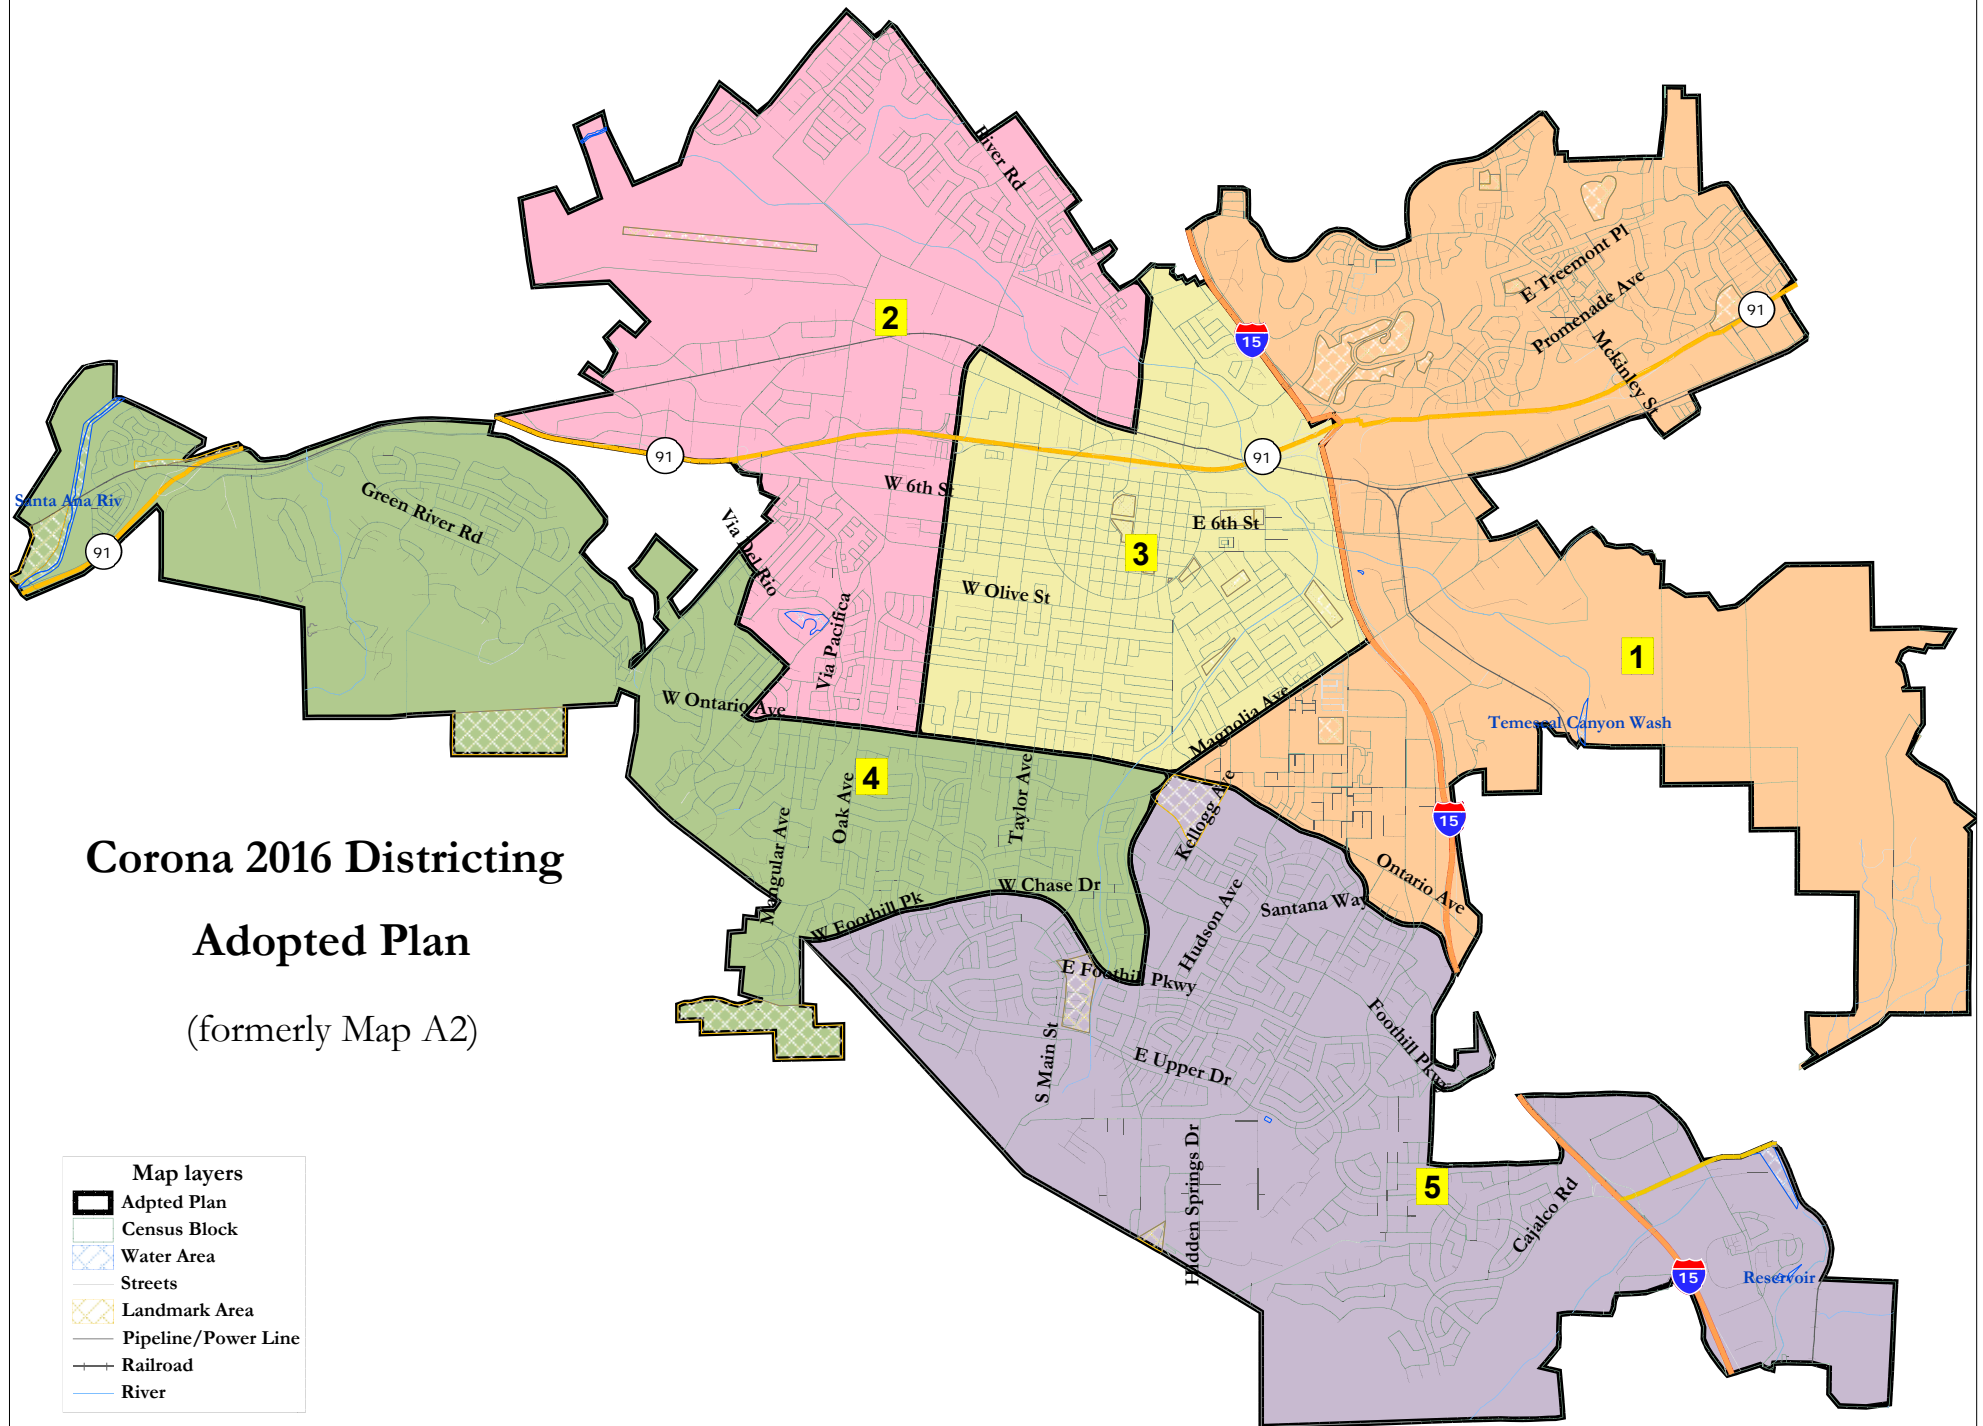 River Rd
E Treemont Pl
Promenade Ave
Mckinley St
91
2
15
91
91
W 6th St
Green River Rd
Santa Ana Riv
91
Via Del Rio
E 6th St
3
W Olive St
Via Pacifica
1
W Ontario Ave
Magnolia Ave
Temescal Canyon Wash
4
Oak Ave
Taylor Ave
Mangular Ave
Kellogg Ave
15
Corona 2016 Districting
Adopted Plan
(formerly Map A2)
W Chase Dr
W Foothill Pk
Ontario Ave
Santana Way
Hudson Ave
E Foothill Pkwy
S Main St
E Upper Dr
Foothill Pkwy
Hidden Springs Dr
5
Cajalco Rd
15
Reservoir
Map layers
Adpted Plan
Census Block
Water Area
Streets
Landmark Area
Pipeline/Power Line
Railroad
River